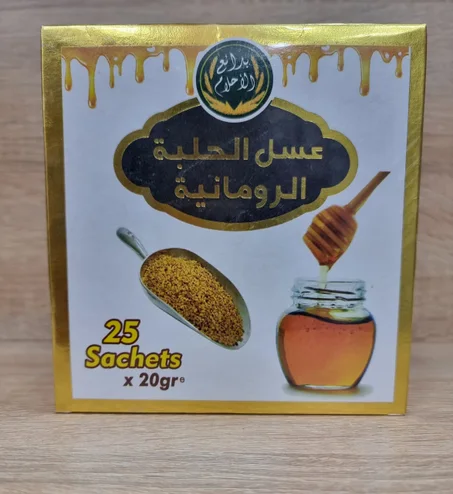 بدائع
الأحلام
عسل الحلبة
الرومانية
25
Sachets
x 20gr℮